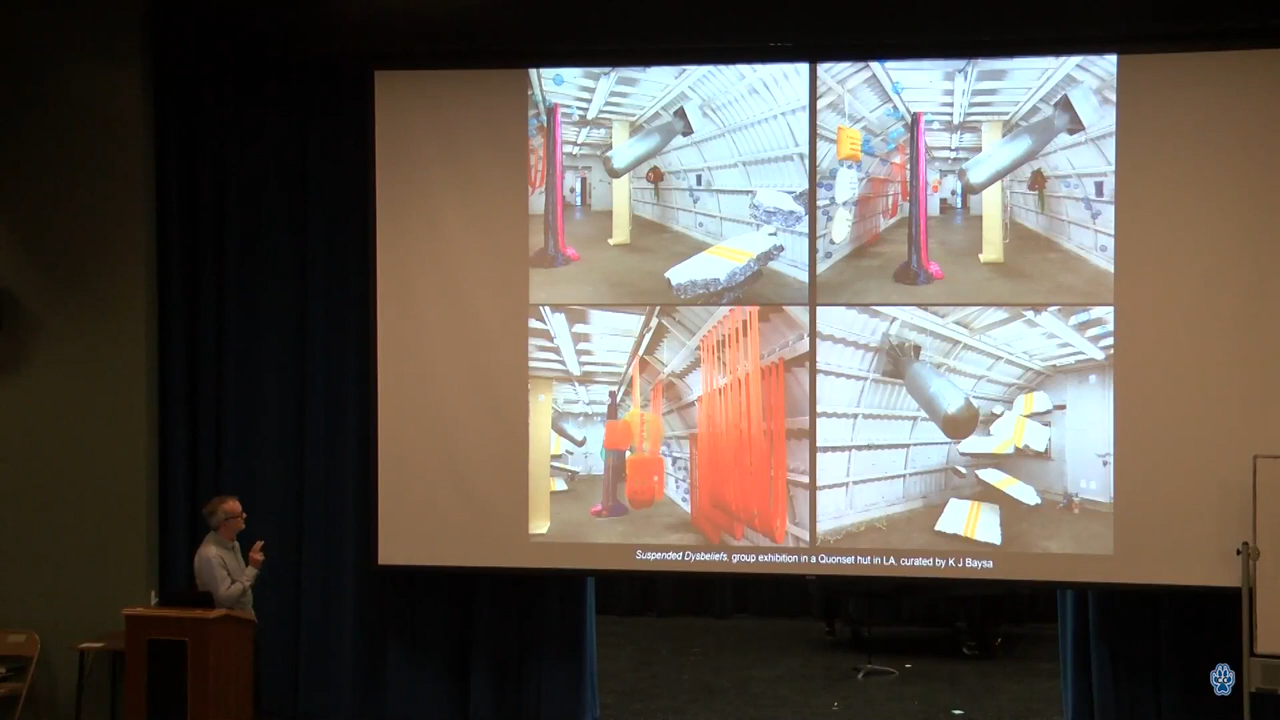 Suspended Dysbeliefs, group exhibition in a Quonset hut in LA, curated by K J Baysa